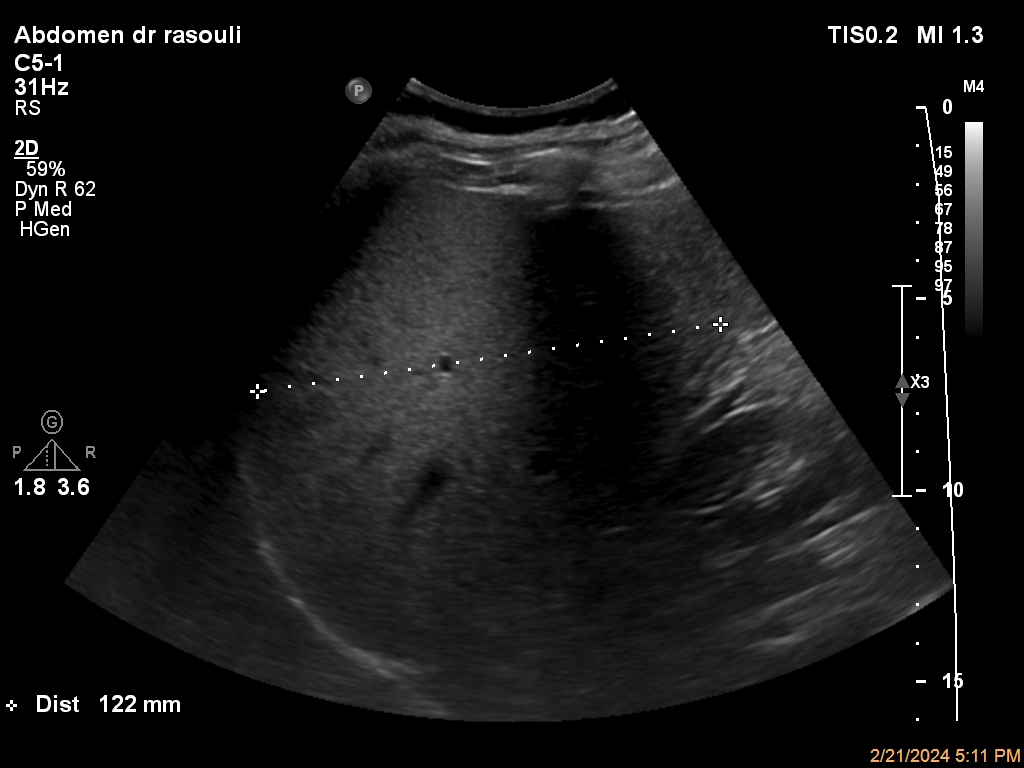 Abdomen dr rasouli
TIS0.2 MI 1.3
C5-1
31Hz
RS
2D
59%
Dyn R 62
P Med
HGen
P
M4
0
15
49
56
67
78
87
95
97
5
X3
10
15
G
P R
1.8 3.6
Dist 122 mm
2/21/2024 5:11 PM